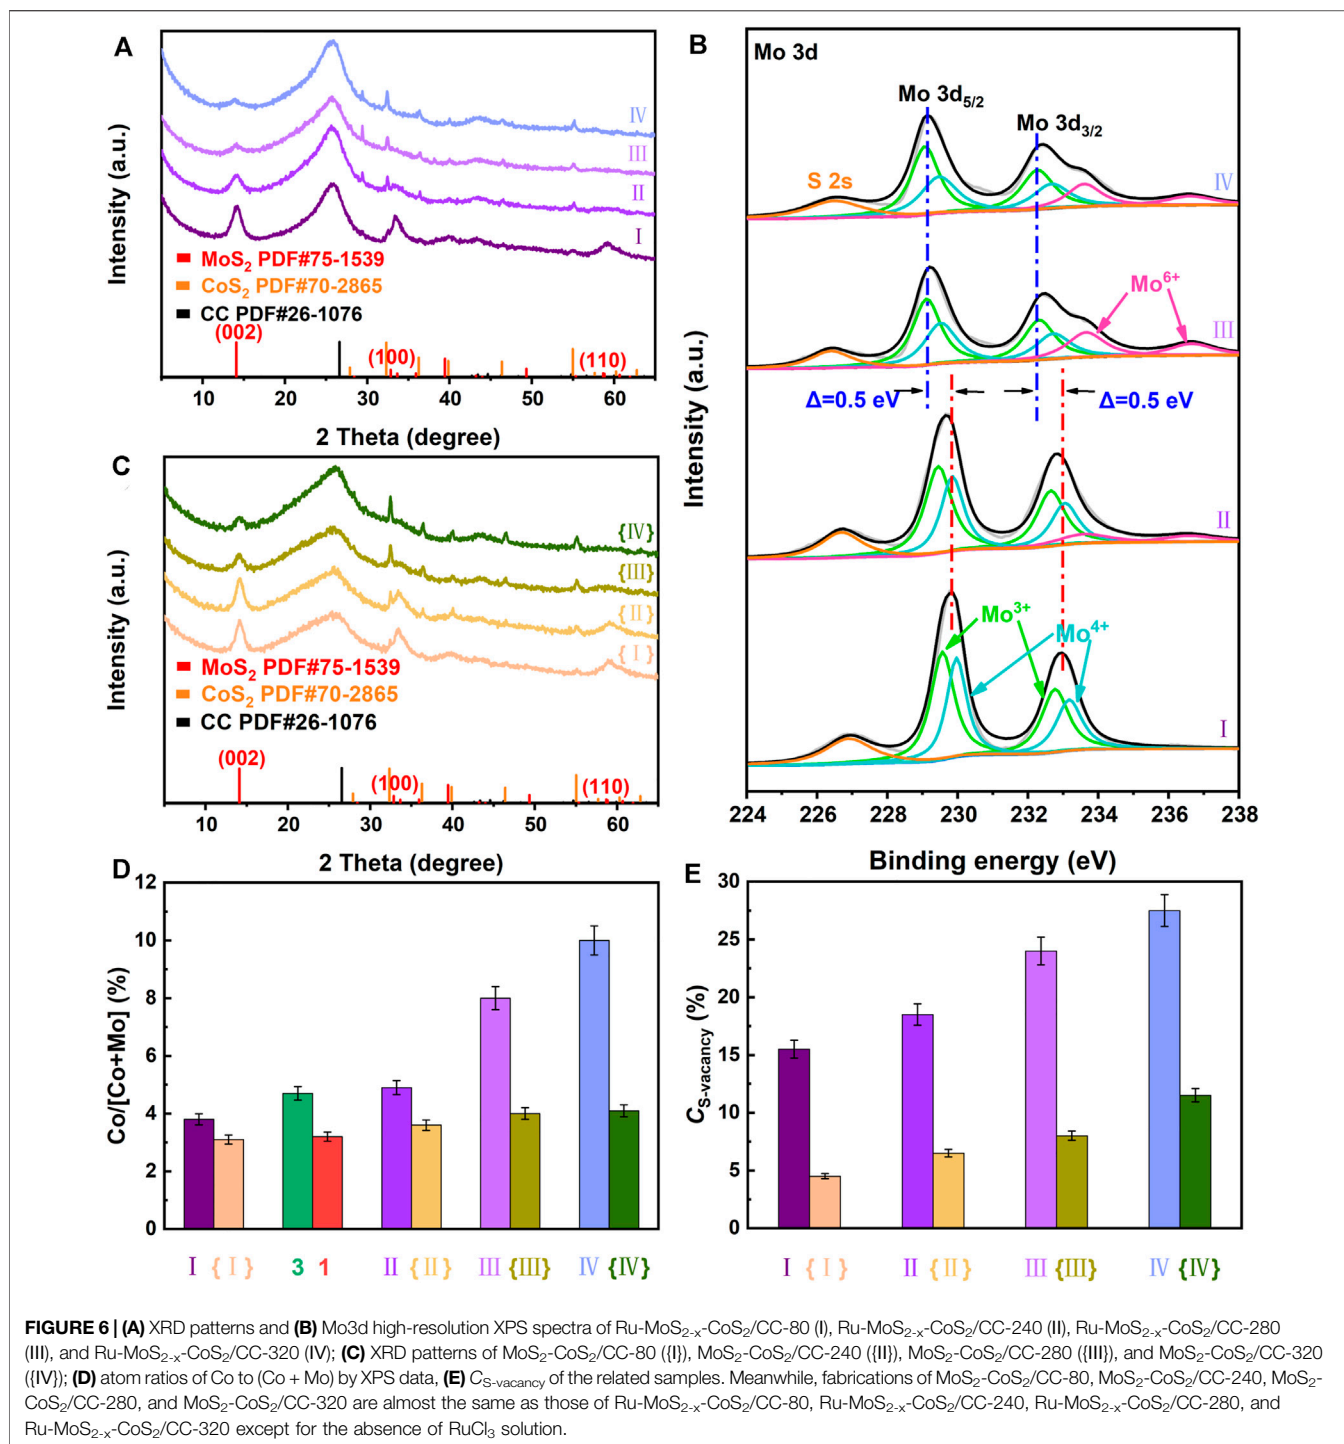 A
Intensity (a.u.)
IV
III
II
I
MoS2 PDF#75-1539
CoS2 PDF#70-2865
CC PDF#26-1076
(002)
(100)
(110)
10 20 30 40 50 60
2 Theta (degree)
B
Mo 3d
Intensity (a.u.)
Mo 3d5/2
Mo 3d3/2
S 2s
IV
Mo6+
III
Δ=0.5 eV
Δ=0.5 eV
II
Mo3+
Mo4+
I
224 226 228 230 232 234 236 238
Binding energy (eV)
C
Intensity (a.u.)
{IV}
{III}
{II}
{I}
MoS2 PDF#75-1539
CoS2 PDF#70-2865
CC PDF#26-1076
(002)
(100)
(110)
10 20 30 40 50 60
2 Theta (degree)
D
Co/[Co+Mo] (%)
12
10
8
6
4
2
0
I {I} 3 1 II {II} III {III} IV {IV}
E
CS-vacancy (%)
30
25
20
15
10
5
0
I {I} II {II} III {III} IV {IV}
FIGURE 6 | (A) XRD patterns and (B) Mo3d high-resolution XPS spectra of Ru-MoS2-x-CoS2/CC-80 (I), Ru-MoS2-x-CoS2/CC-240 (II), Ru-MoS2-x-CoS2/CC-280
(III), and Ru-MoS2-x-CoS2/CC-320 (IV); (C) XRD patterns of MoS2-CoS2/CC-80 ({I}), MoS2-CoS2/CC-240 ({II}), MoS2-CoS2/CC-280 ({III}), and MoS2-CoS2/CC-320
({IV}); (D) atom ratios of Co to (Co + Mo) by XPS data, (E) CS-vacancy of the related samples. Meanwhile, fabrications of MoS2-CoS2/CC-80, MoS2-CoS2/CC-240, MoS2-
CoS2/CC-280, and MoS2-CoS2/CC-320 are almost the same as those of Ru-MoS2-x-CoS2/CC-80, Ru-MoS2-x-CoS2/CC-240, Ru-MoS2-x-CoS2/CC-280, and
Ru-MoS2-x-CoS2/CC-320 except for the absence of RuCl3 solution.